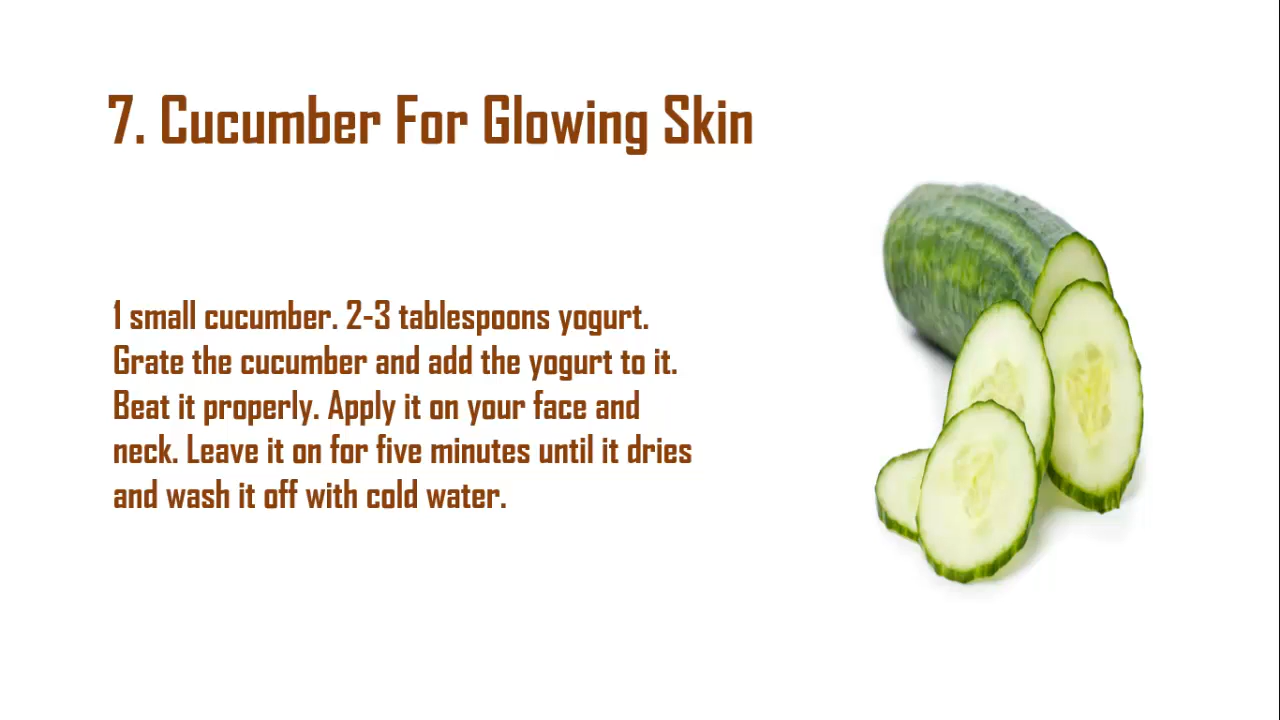 7. Cucumber For Glowing Skin
1 small cucumber. 2-3 tablespoons yogurt.
Grate the cucumber and add the yogurt to it.
Beat it properly. Apply it on your face and
neck. Leave it on for five minutes until it dries
and wash it off with cold water.